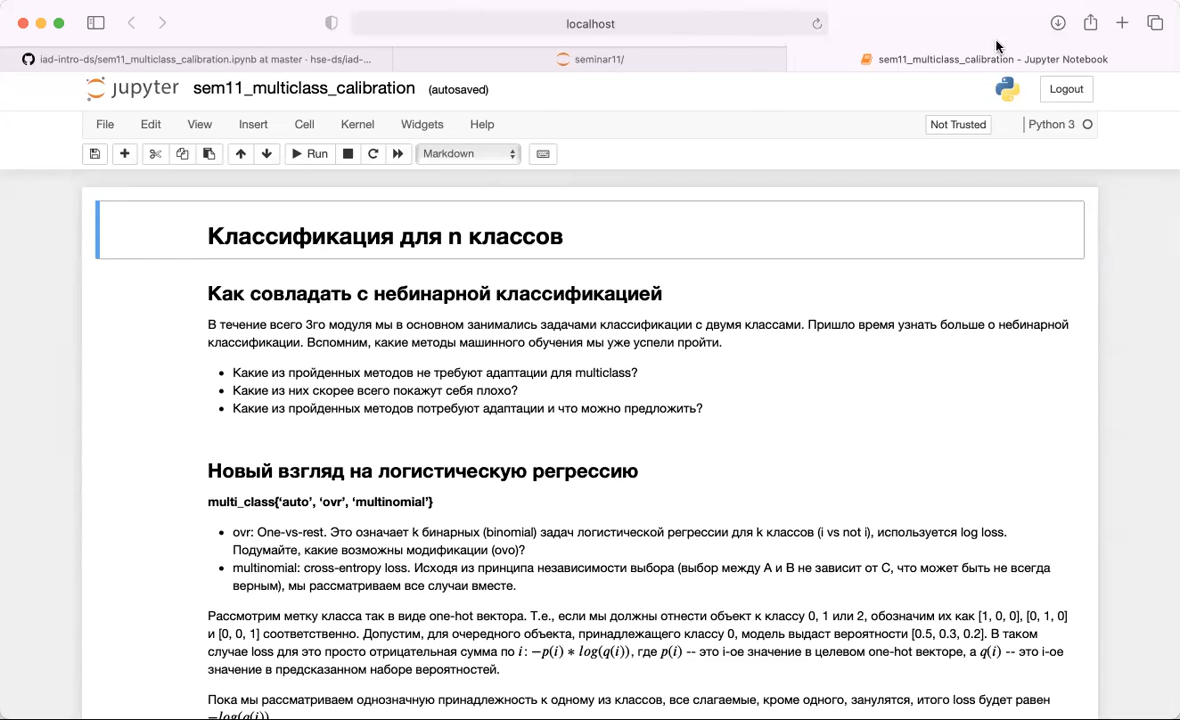 localhost
iad-intro-ds/sem11_multiclass_calibration.ipynb at master · hse-ds/iad-...
seminar11/
sem11_multiclass_calibration - Jupyter Notebook
jupyter sem11_multiclass_calibration (autosaved)
Logout
File Edit View Insert Cell Kernel Widgets Help
Not Trusted
Python 3
Run
Markdown
Классификация для n классов
Как совладать с небинарной классификацией
В течение всего 3го модуля мы в основном занимались задачами классификации с двумя классами. Пришло время узнать больше о небинарной
классификации. Вспомним, какие методы машинного обучения мы уже успели пройти.
• Какие из пройденных методов не требуют адаптации для multiclass?
• Какие из них скорее всего покажут себя плохо?
• Какие из пройденных методов потребуют адаптации и что можно предложить?
Новый взгляд на логистическую регрессию
multi_class{'auto', 'ovr', 'multinomial'}
• ovr: One-vs-rest. Это означает k бинарных (binomial) задач логистической регрессии для k классов (i vs not i), используется log loss.
Подумайте, какие возможны модификации (ovo)?
• multinomial: cross-entropy loss. Исходя из принципа независимости выбора (выбор между A и B не зависит от C, что может быть не всегда
верным), мы рассматриваем все случаи вместе.
Рассмотрим метку класса так в виде one-hot вектора. Т.е., если мы должны отнести объект к классу 0, 1 или 2, обозначим их как [1, 0, 0], [0, 1, 0]
и [0, 0, 1] соответственно. Допустим, для очередного объекта, принадлежащего классу 0, модель выдаст вероятности [0.5, 0.3, 0.2]. В таком
случае loss для это просто отрицательная сумма по i: −p(i) ∗ log(q(i)), где p(i) -- это i-ое значение в целевом one-hot векторе, а q(i) -- это i-ое
значение в предсказанном наборе вероятностей.
Пока мы рассматриваем однозначную принадлежность к одному из классов, все слагаемые, кроме одного, занулятся, итого loss будет равен
−log(q(i))